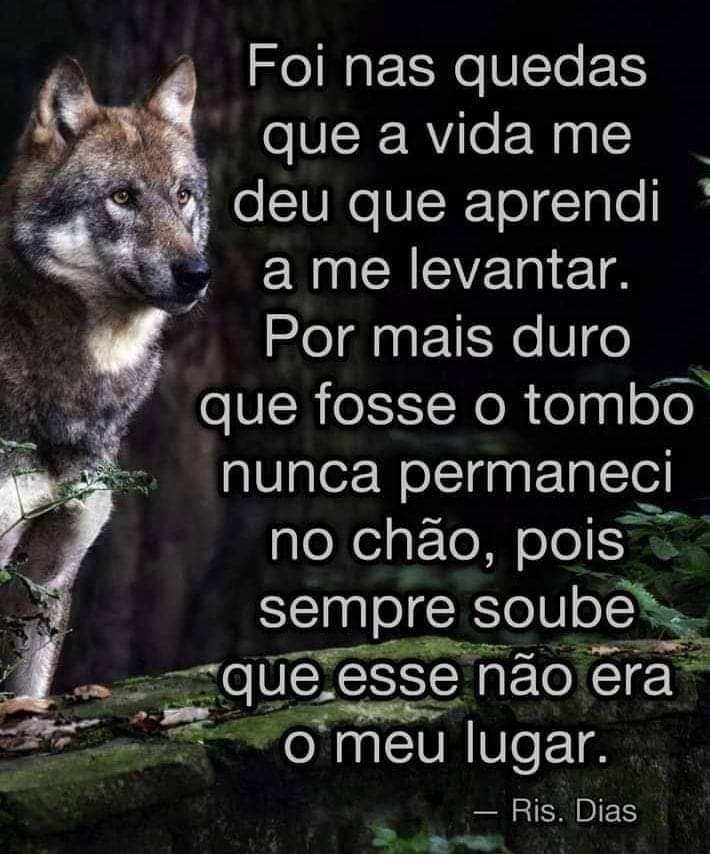 Foi nas quedas
que a vida me
deu que aprendi
a me levantar.
Por mais duro
que fosse o tombo
nunca permaneci
no chão, pois
sempre soube
que esse não era
o meu lugar.
— Ris. Dias